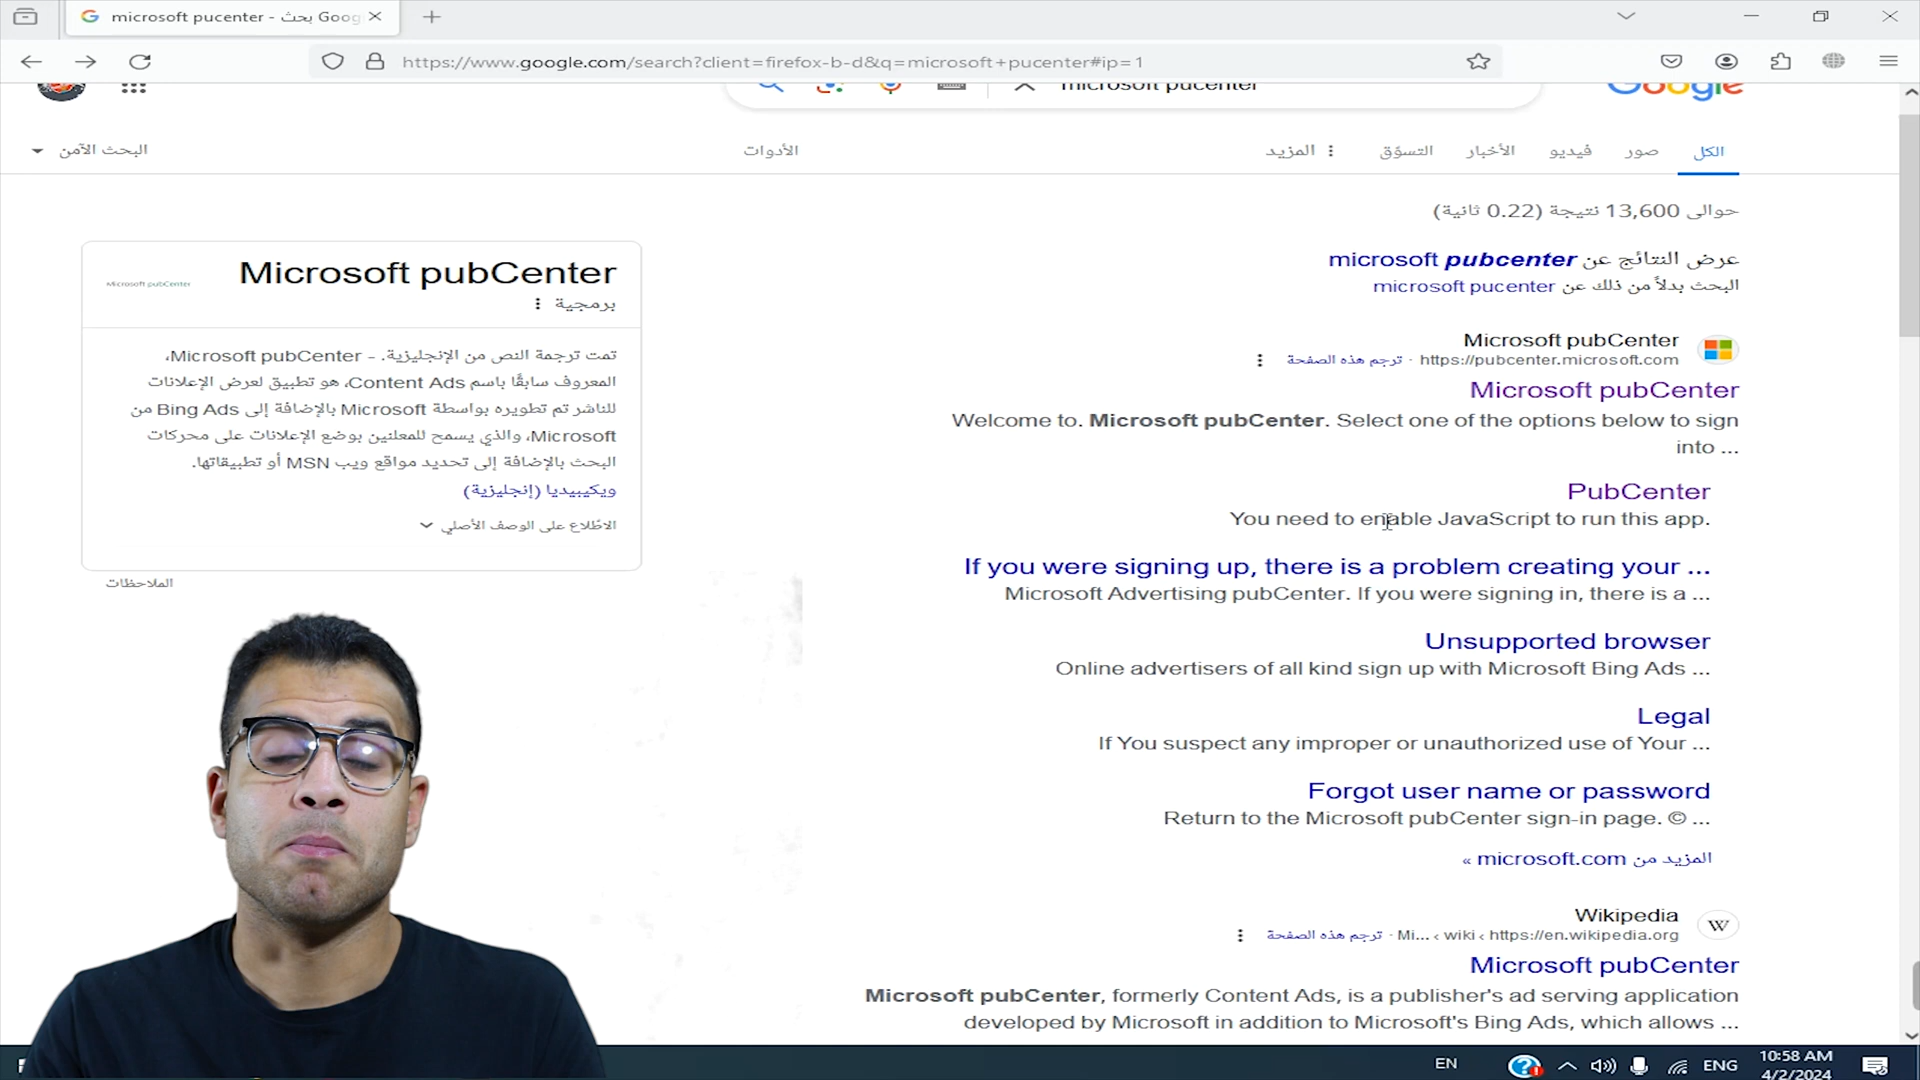 microsoft pucenter - بحث Goog
https://www.google.com/search?client=firefox-b-d&q=microsoft+pucenter#ip=1
microsoft pucenter
Google
الكل
صور
فيديو
الأخبار
التسوّق
المزيد
الأدوات
البحث الآمن
حوالى 13,600 نتيجة (0.22 ثانية)
عرض النتائج عن microsoft pubcenter
البحث بدلاً من ذلك عن microsoft pucenter
Microsoft pubCenter
https://pubcenter.microsoft.com · ترجم هذه الصفحة
Microsoft pubCenter
Welcome to. Microsoft pubCenter. Select one of the options below to sign
into ...
PubCenter
You need to enable JavaScript to run this app.
If you were signing up, there is a problem creating your ...
Microsoft Advertising pubCenter. If you were signing in, there is a ...
Unsupported browser
Online advertisers of all kind sign up with Microsoft Bing Ads ...
Legal
If You suspect any improper or unauthorized use of Your ...
Forgot user name or password
Return to the Microsoft pubCenter sign-in page. © ...
المزيد من microsoft.com »
Wikipedia
https://en.wikipedia.org › wiki › Mi... · ترجم هذه الصفحة
Microsoft pubCenter
Microsoft pubCenter, formerly Content Ads, is a publisher's ad serving application
developed by Microsoft in addition to Microsoft's Bing Ads, which allows ...
Microsoft pubCenter
Microsoft pubCenter
برمجية
تمت ترجمة النص من الإنجليزية. - Microsoft pubCenter،
المعروف سابقًا باسم Content Ads، هو تطبيق لعرض الإعلانات
للناشر تم تطويره بواسطة Microsoft بالإضافة إلى Bing Ads من
Microsoft، والذي يسمح للمعلنين بوضع الإعلانات على محركات
البحث بالإضافة إلى تحديد مواقع ويب MSN أو تطبيقاتها.
ويكيبيديا (إنجليزية)
الاطّلاع على الوصف الأصلي
الملاحظات
EN
ENG
10:58 AM
4/2/2024